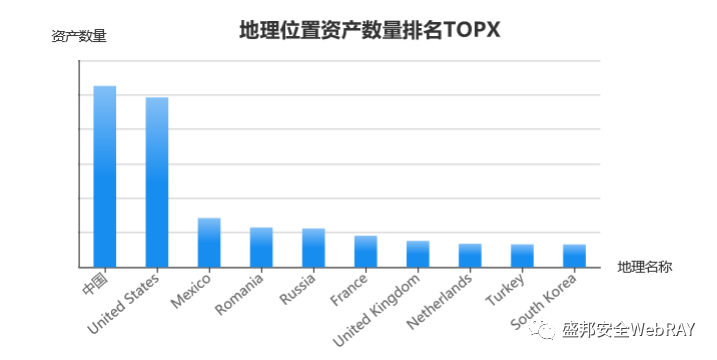 地理位置资产数量排名TOPX
资产数量
地理名称
中国
United States
Mexico
Romania
Russia
France
United Kingdom
Netherlands
Turkey
South Korea
盛邦安全WebRAY